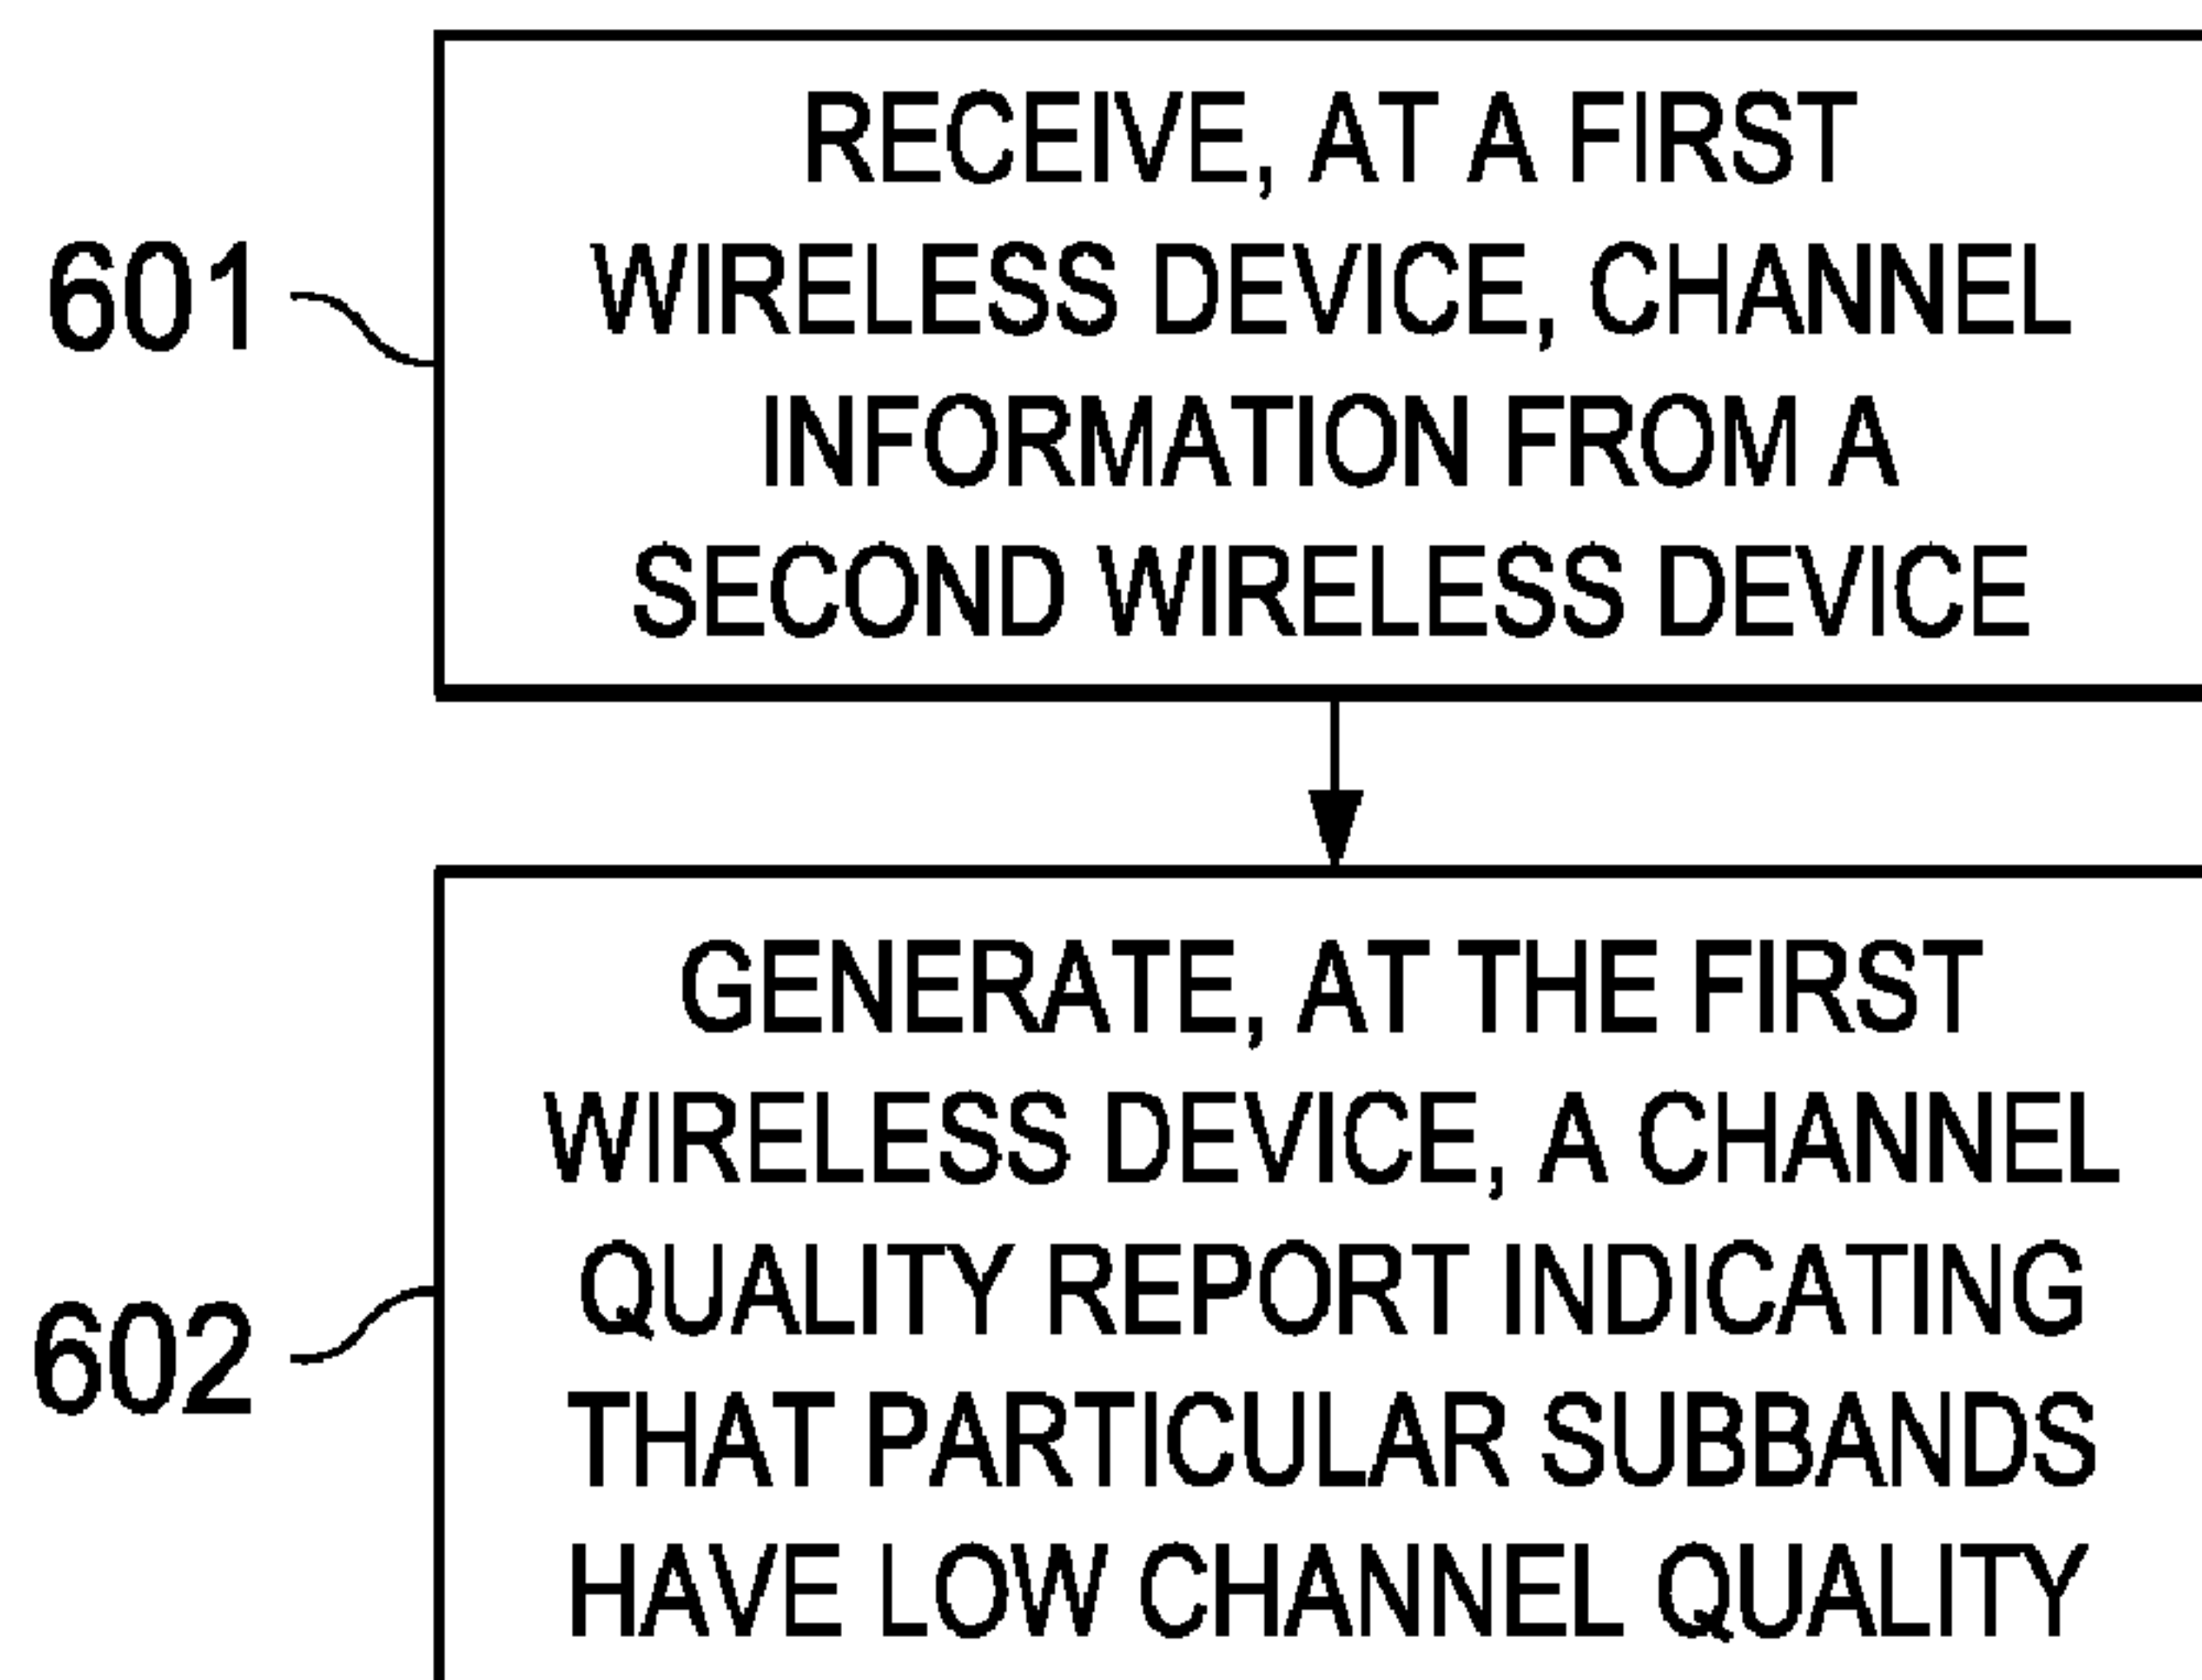 RECEIVE, AT A FIRST
601 WIRELESS DEVICE, CHANNEL
INFORMATION FROM A
SECOND WIRELESS DEVICE
GENERATE, AT THE FIRST
WIRELESS DEVICE, A CHANNEL
QUALITY REPORT INDICATING
602 THAT PARTICULAR SUBBANDS
HAVE LOW CHANNEL QUALITY